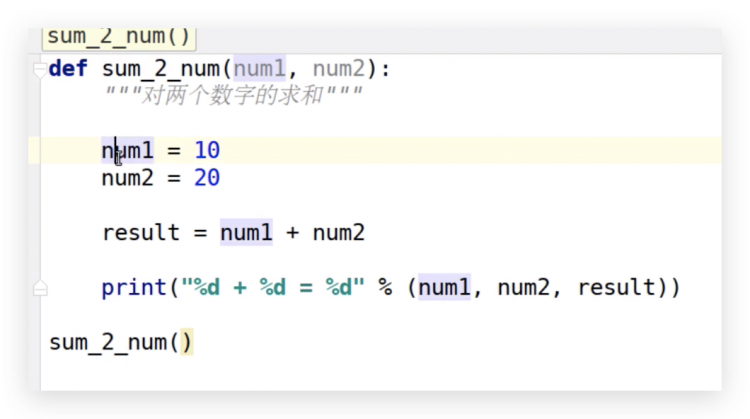 sum_2_num()
def sum_2_num(num1, num2):
"""对两个数字的求和"""
num1 = 10
num2 = 20
result = num1 + num2
print("%d + %d = %d" % (num1, num2, result))
sum_2_num()